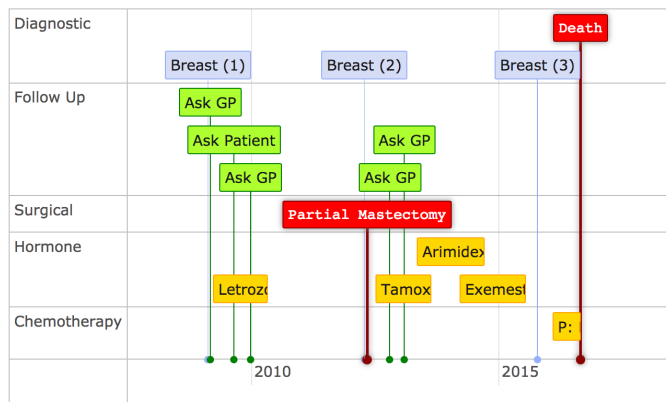 Diagnostic
Death
Breast (1)
Breast (2)
Breast (3)
Follow Up
Ask GP
Ask Patient
Ask GP
Ask GP
Ask GP
Surgical
Partial Mastectomy
Hormone
Arimidex
Letrozo
Tamox
Exemest
Chemotherapy
P:
2010
2015